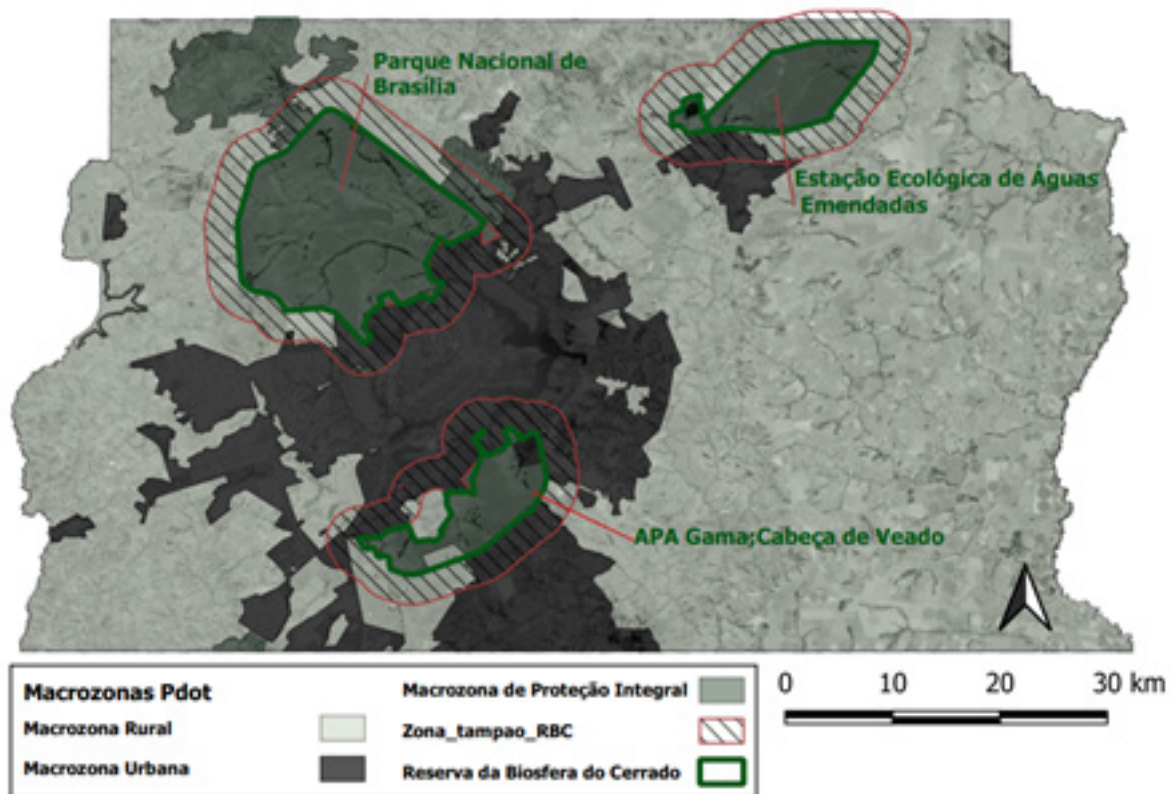 Parque Nacional de
Brasília
Estação Ecológica de Águas
Emendadas
APA Gama;Cabeça de Veado
Macrozonas Pdot
Macrozona Rural
Macrozona Urbana
Macrozona de Proteção Integral
Zona_tampao_RBC
Reserva da Biosfera do Cerrado
0 10 20 30 km